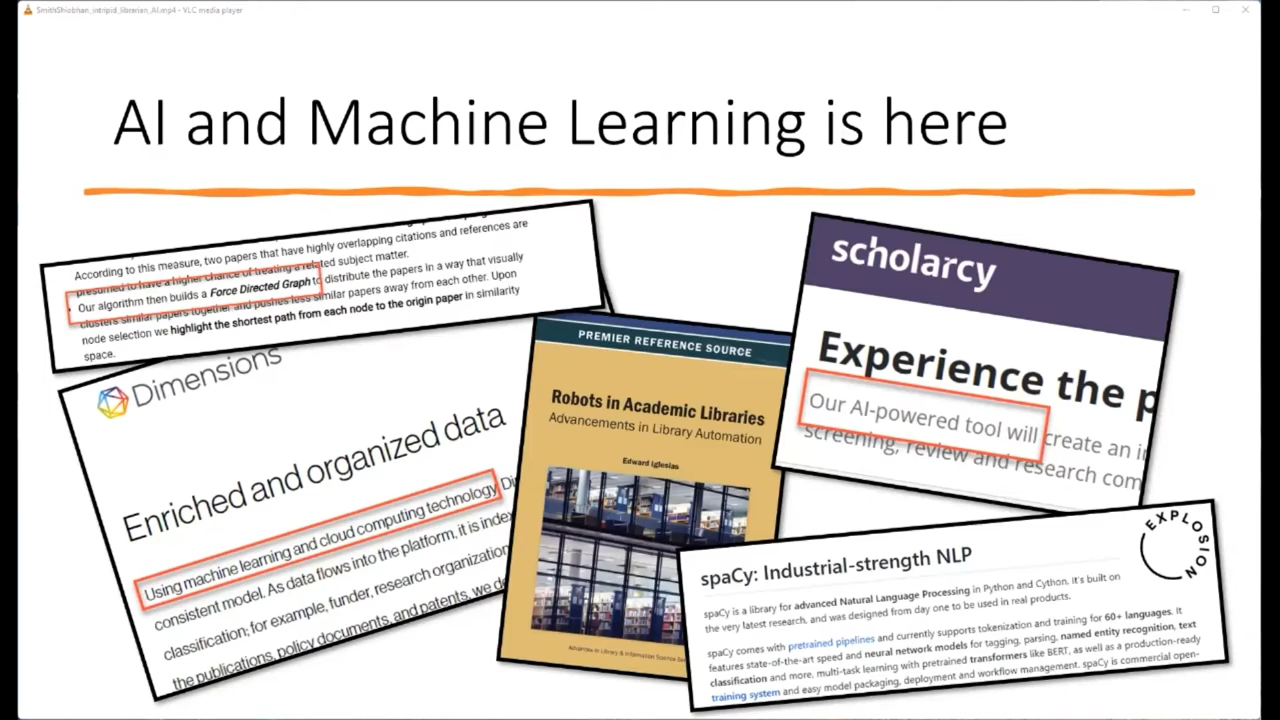 SmithShiobhan_intripid_librarian_AI.mp4 - VLC media player
AI and Machine Learning is here
According to this measure, two papers that have highly overlapping citations and references are
presumed to have a higher chance of treating a related subject matter.
Our algorithm then builds a Force Directed Graph to distribute the papers in a way that visually
clusters similar papers together and pushes less similar papers away from each other. Upon
node selection we highlight the shortest path from each node to the origin paper in similarity
space.
Dimensions
Enriched and organized data
Using machine learning and cloud computing technology Di
consistent model. As data flows into the platform, it is index
classification; for example, funder, research organization
the publications, policy documents, and patents, we de
PREMIER REFERENCE SOURCE
Robots in Academic Libraries
Advancements in Library Automation
Edward Iglesias
Advances in Library & Information Science
scholarcy
Experience the p
Our AI-powered tool will create an in
screening, review and research com
EXPLOSION
spaCy: Industrial-strength NLP
spaCy is a library for advanced Natural Language Processing in Python and Cython. It's built on
the very latest research, and was designed from day one to be used in real products.
spaCy comes with pretrained pipelines and currently supports tokenization and training for 60+ languages. It
features state-of-the-art speed and neural network models for tagging, parsing, named entity recognition, text
classification and more, multi-task learning with pretrained transformers like BERT, as well as a production-ready
training system and easy model packaging, deployment and workflow management. spaCy is commercial open-